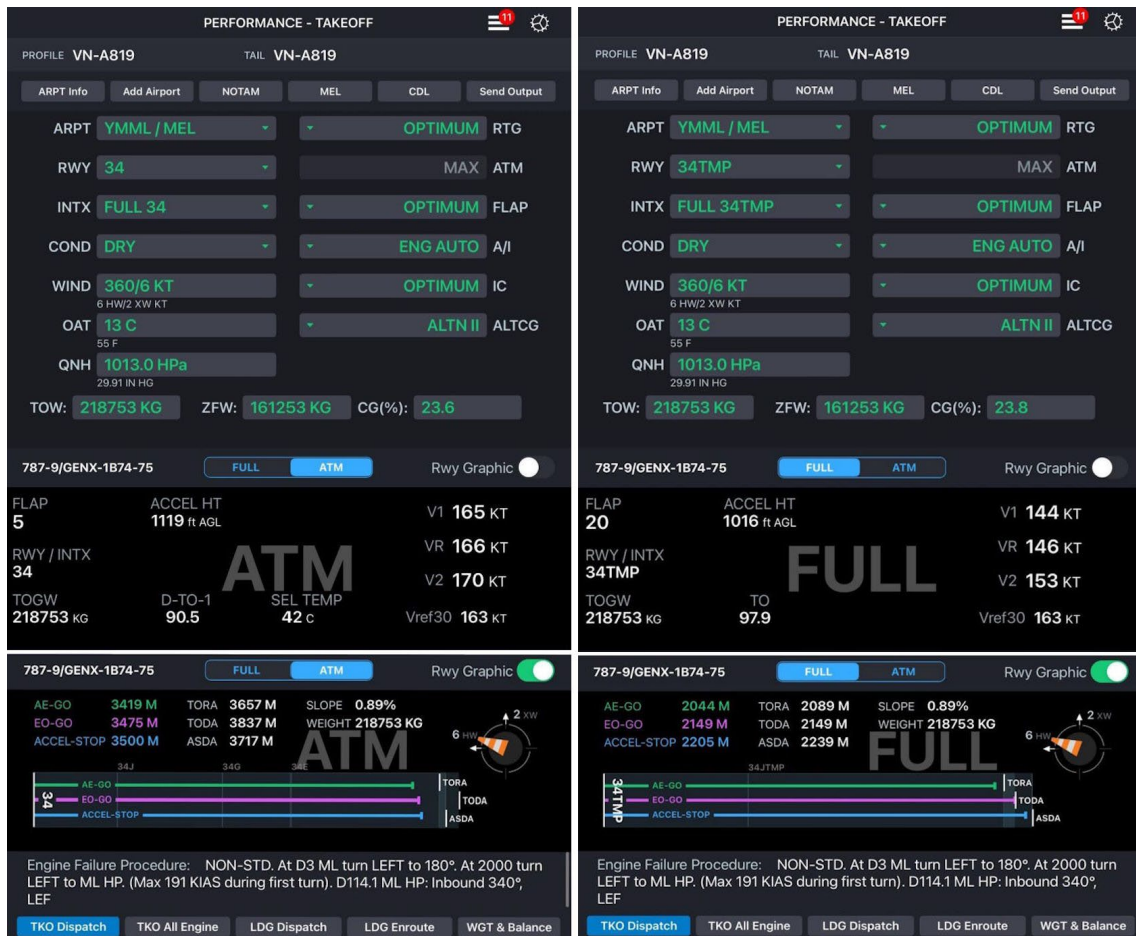 PERFORMANCE - TAKEOFF
11
PROFILE VN-A819 TAIL VN-A819
ARPT Info Add Airport NOTAM MEL CDL Send Output
ARPT YMML / MEL OPTIMUM RTG
RWY 34 MAX ATM
INTX FULL 34 OPTIMUM FLAP
COND DRY ENG AUTO A/I
WIND 360/6 KT OPTIMUM IC
6 HW/2 XW KT
OAT 13 C ALTN II ALTCG
55 F
QNH 1013.0 HPa
29.91 IN HG
TOW: 218753 KG ZFW: 161253 KG CG(%): 23.6
787-9/GENX-1B74-75 FULL ATM Rwy Graphic
FLAP ACCEL HT
5 1119 ft AGL V1 165 KT
RWY / INTX VR 166 KT
34 ATM V2 170 KT
TOGW D-TO-1 SEL TEMP
218753 KG 90.5 42 C Vref30 163 KT
787-9/GENX-1B74-75 FULL ATM Rwy Graphic
AE-GO 3419 M TORA 3657 M SLOPE 0.89%
EO-GO 3475 M TODA 3837 M WEIGHT 218753 KG
ACCEL-STOP 3500 M ASDA 3717 M ATM
2 XW
6 HW
34J 34G 34E
34
AE-GO TORA
EO-GO TODA
ACCEL-STOP ASDA
Engine Failure Procedure: NON-STD. At D3 ML turn LEFT to 180°. At 2000 turn
LEFT to ML HP. (Max 191 KIAS during first turn). D114.1 ML HP: Inbound 340°,
LEF
TKO Dispatch TKO All Engine LDG Dispatch LDG Enroute WGT & Balance
PERFORMANCE - TAKEOFF
11
PROFILE VN-A819 TAIL VN-A819
ARPT Info Add Airport NOTAM MEL CDL Send Output
ARPT YMML / MEL OPTIMUM RTG
RWY 34TMP MAX ATM
INTX FULL 34TMP OPTIMUM FLAP
COND DRY ENG AUTO A/I
WIND 360/6 KT OPTIMUM IC
6 HW/2 XW KT
OAT 13 C ALTN II ALTCG
55 F
QNH 1013.0 HPa
29.91 IN HG
TOW: 218753 KG ZFW: 161253 KG CG(%): 23.8
787-9/GENX-1B74-75 FULL ATM Rwy Graphic
FLAP ACCEL HT
20 1016 ft AGL V1 144 KT
RWY / INTX VR 146 KT
34TMP FULL V2 153 KT
TOGW TO
218753 KG 97.9 Vref30 163 KT
787-9/GENX-1B74-75 FULL ATM Rwy Graphic
AE-GO 2044 M TORA 2089 M SLOPE 0.89%
EO-GO 2149 M TODA 2149 M WEIGHT 218753 KG
ACCEL-STOP 2205 M ASDA 2239 M FULL
2 XW
6 HW
34JTMP
34TMP
AE-GO TORA
EO-GO TODA
ACCEL-STOP ASDA
Engine Failure Procedure: NON-STD. At D3 ML turn LEFT to 180°. At 2000 turn
LEFT to ML HP. (Max 191 KIAS during first turn). D114.1 ML HP: Inbound 340°,
LEF
TKO Dispatch TKO All Engine LDG Dispatch LDG Enroute WGT & Balance